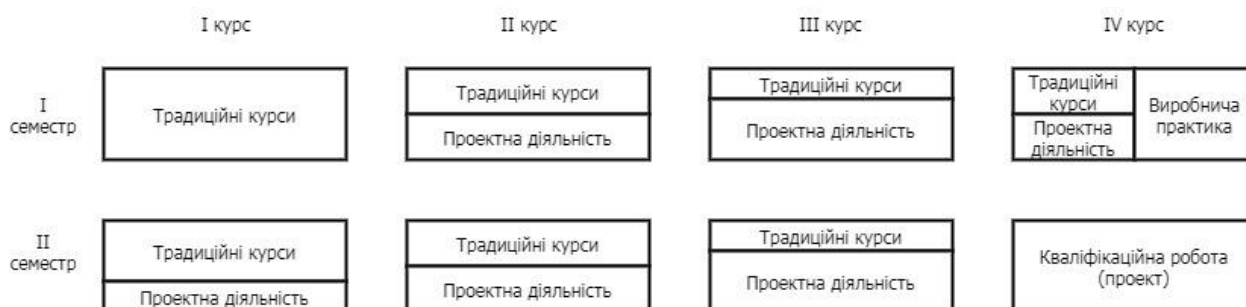 I курс
II курс
III курс
IV курс
I
семестр
Традиційні курси
Традиційні курси
Проектна діяльність
Традиційні курси
Проектна діяльність
Традиційні
курси
Проектна
діяльність
Виробнича
практика
II
семестр
Традиційні курси
Проектна діяльність
Традиційні курси
Проектна діяльність
Традиційні курси
Проектна діяльність
Кваліфікаційна робота
(проект)